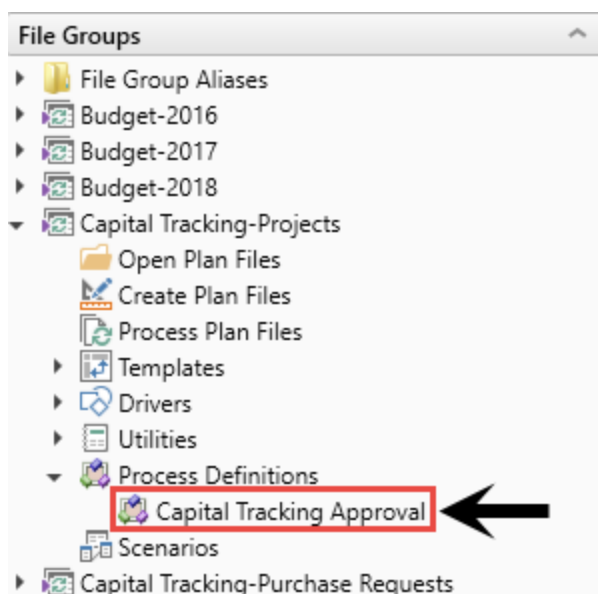 File Groups
File Group Aliases
Budget-2016
Budget-2017
Budget-2018
Capital Tracking-Projects
Open Plan Files
Create Plan Files
Process Plan Files
Templates
Drivers
Utilities
Process Definitions
Capital Tracking Approval
Scenarios
Capital Tracking-Purchase Requests